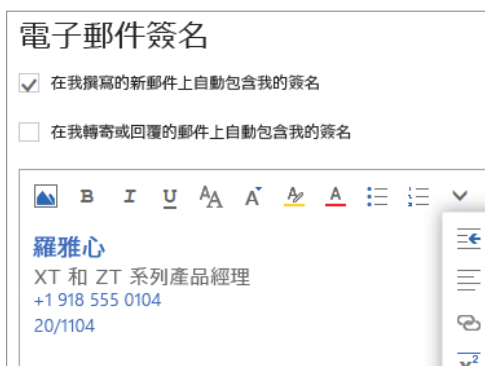 電子郵件簽名
在我撰寫的新郵件上自動包含我的簽名
在我轉寄或回覆的郵件上自動包含我的簽名
B I U AA A A A
羅雅心
XT 和 ZT 系列產品經理
+1 918 555 0104
20/1104
x²